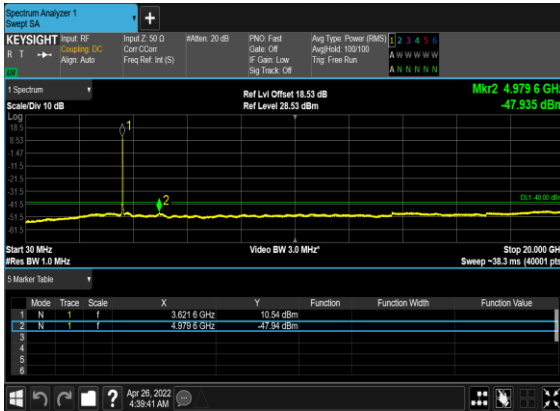 Spectrum Analyzer 1
Swept SA
+
KEYSIGHT Input: RF Input Z: 50 Ω #Atten: 20 dB PNO: Fast Avg Type: Power (RMS) 1 2 3 4 5 6
R T Coupling: DC Corr CCorr Gate: Off Avg|Hold: 100/100 A W W W W W
Align: Auto Freq Ref: Int (S) IF Gain: Low Trig: Free Run
Sig Track: Off A N N N N N
1 Spectrum
Ref Lvl Offset 18.53 dB Mkr2 4.979 6 GHz
Scale/Div 10 dB Ref Level 28.53 dBm -47.935 dBm
Log
18.5
8.53
-1.47
-11.5
-21.5
-31.5
-41.5
-51.5
-61.5
1
2
DL1 -40.00 dBm
Start 30 MHz Video BW 3.0 MHz* Stop 20.000 GHz
#Res BW 1.0 MHz Sweep ~38.3 ms (40001 pts)
5 Marker Table
Mode Trace Scale X Y Function Function Width Function Value
1 N 1 f 3.621 6 GHz 10.54 dBm
2 N 1 f 4.979 6 GHz -47.94 dBm
3
4
5
6
? Apr 26, 2022
4:39:41 AM